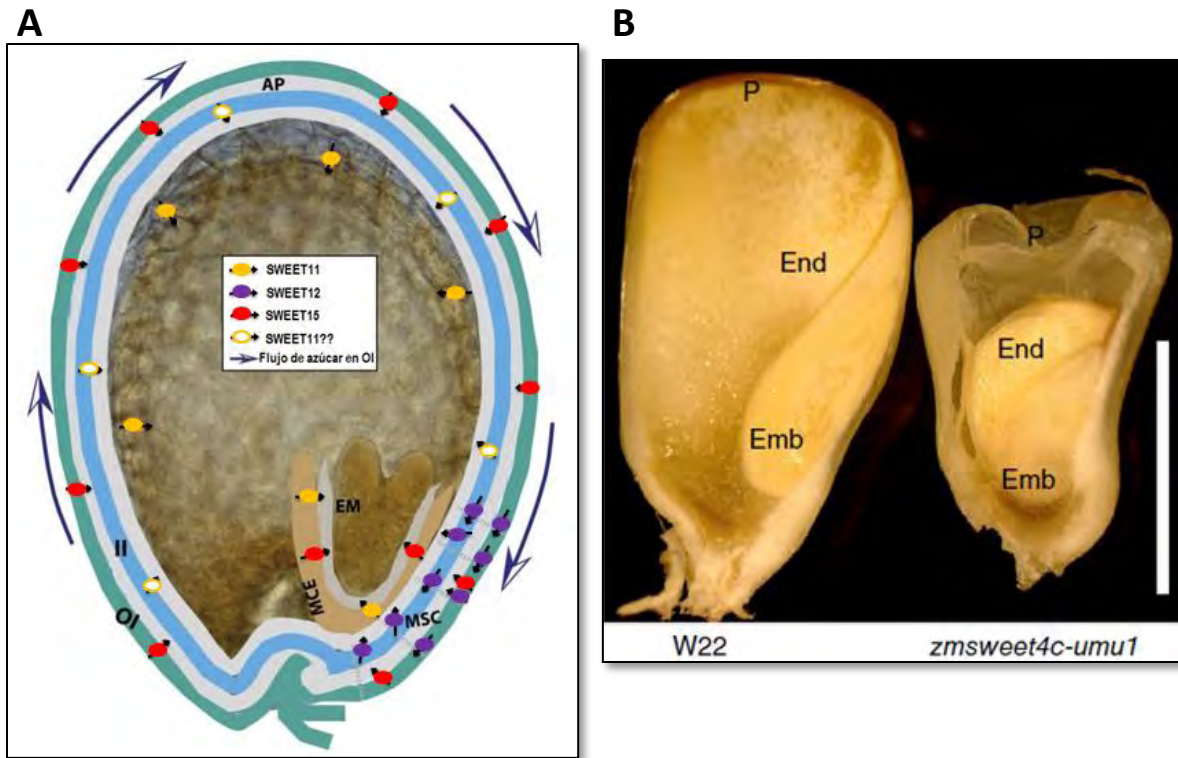 A
AP
SWEET11
SWEET12
SWEET15
SWEET11??
Flujo de azúcar en OI
EM
II
MCE
MSC
OI
B
P
End
Emb
P
End
Emb
W22
zmsweet4c-umu1